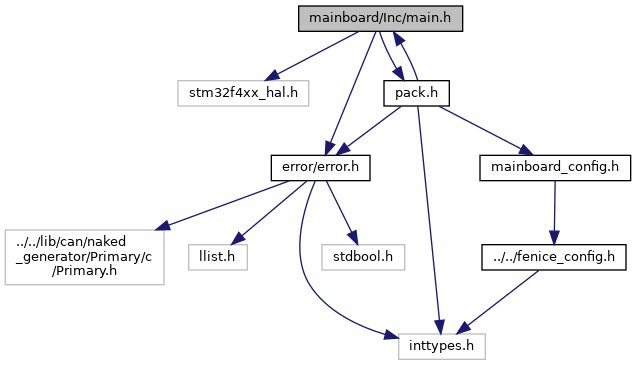 mainboard/Inc/main.h
stm32f4xx_hal.h
pack.h
error/error.h
mainboard_config.h
../../lib/can/naked
_generator/Primary/c
/Primary.h
llist.h
stdbool.h
../../fenice_config.h
inttypes.h